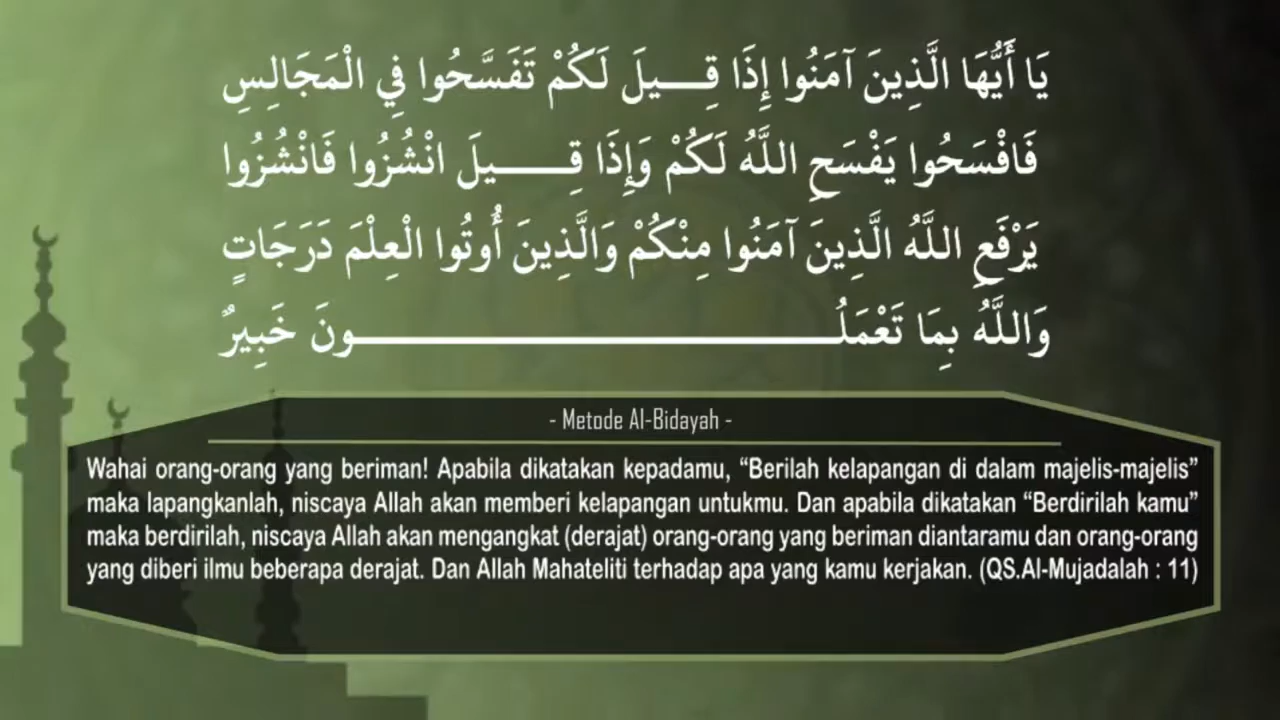 يَا أَيُّهَا الَّذِينَ آمَنُوا إِذَا قِـــيلَ لَكُمْ تَفَسَّحُوا فِي الْمَجَالِسِ
فَافْسَحُوا يَفْسَحِ اللَّهُ لَكُمْ وَإِذَا قِـــــيلَ انْشُزُوا فَانْشُزُوا
يَرْفَعِ اللَّهُ الَّذِينَ آمَنُوا مِنْكُمْ وَالَّذِينَ أُوتُوا الْعِلْمَ دَرَجَاتٍ
وَاللَّهُ بِمَا تَعْمَلُـــــــــــــــــــــــــــــــــــونَ خَبِيرٌ
- Metode Al-Bidayah -
Wahai orang-orang yang beriman! Apabila dikatakan kepadamu, “Berilah kelapangan di dalam majelis-majelis”
maka lapangkanlah, niscaya Allah akan memberi kelapangan untukmu. Dan apabila dikatakan “Berdirilah kamu”
maka berdirilah, niscaya Allah akan mengangkat (derajat) orang-orang yang beriman diantaramu dan orang-orang
yang diberi ilmu beberapa derajat. Dan Allah Mahateliti terhadap apa yang kamu kerjakan. (QS.Al-Mujadalah : 11)